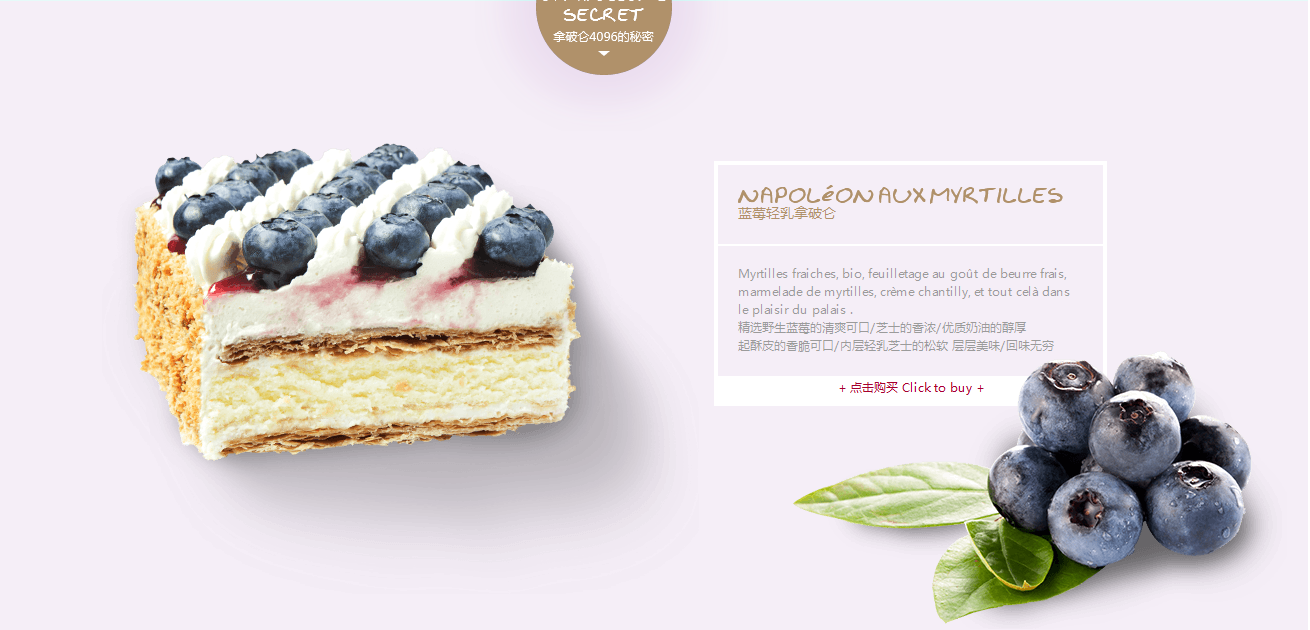 SECRET
拿破仑4096的秘密
NAPOLéON AUX MYRTILLES
蓝莓轻乳拿破仑
Myrtilles fraiches, bio, feuilletage au goût de beurre frais,
marmelade de myrtilles, crème chantilly, et tout celà dans
le plaisir du palais .
精选野生蓝莓的清爽可口/芝士的香浓/优质奶油的醇厚
起酥皮的香脆可口/内层轻乳芝士的松软 层层美味/回味无穷
+ 点击购买 Click to buy +